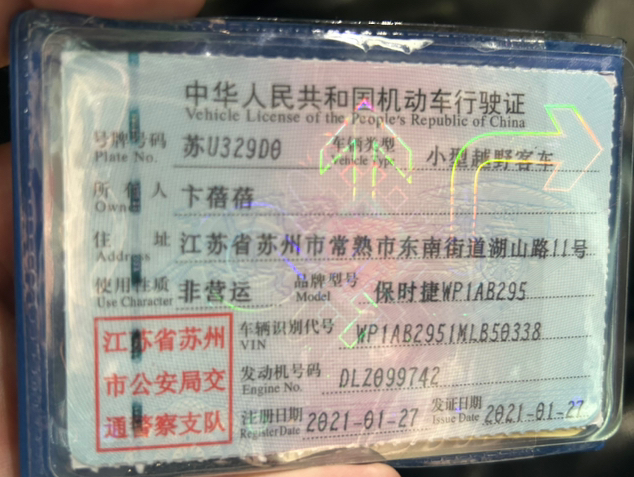 中华人民共和国机动车行驶证
Vehicle License of the People's Republic of China
号牌号码 苏U329D0 车辆类型 小型越野客车
Plate No. Vehicle Type
所有人 卞蓓蓓
Owner
住址 江苏省苏州市常熟市东南街道湖山路11号
Address
使用性质 非营运 品牌型号 保时捷WP1AB295
Use Character Model
江苏省苏州 车辆识别代号 WP1AB2951MLB50338
VIN
市公安局交 发动机号码 DLZ099742
Engine No.
通警察支队 注册日期 2021-01-27 发证日期 2021-01-27
Register Date Issue Date